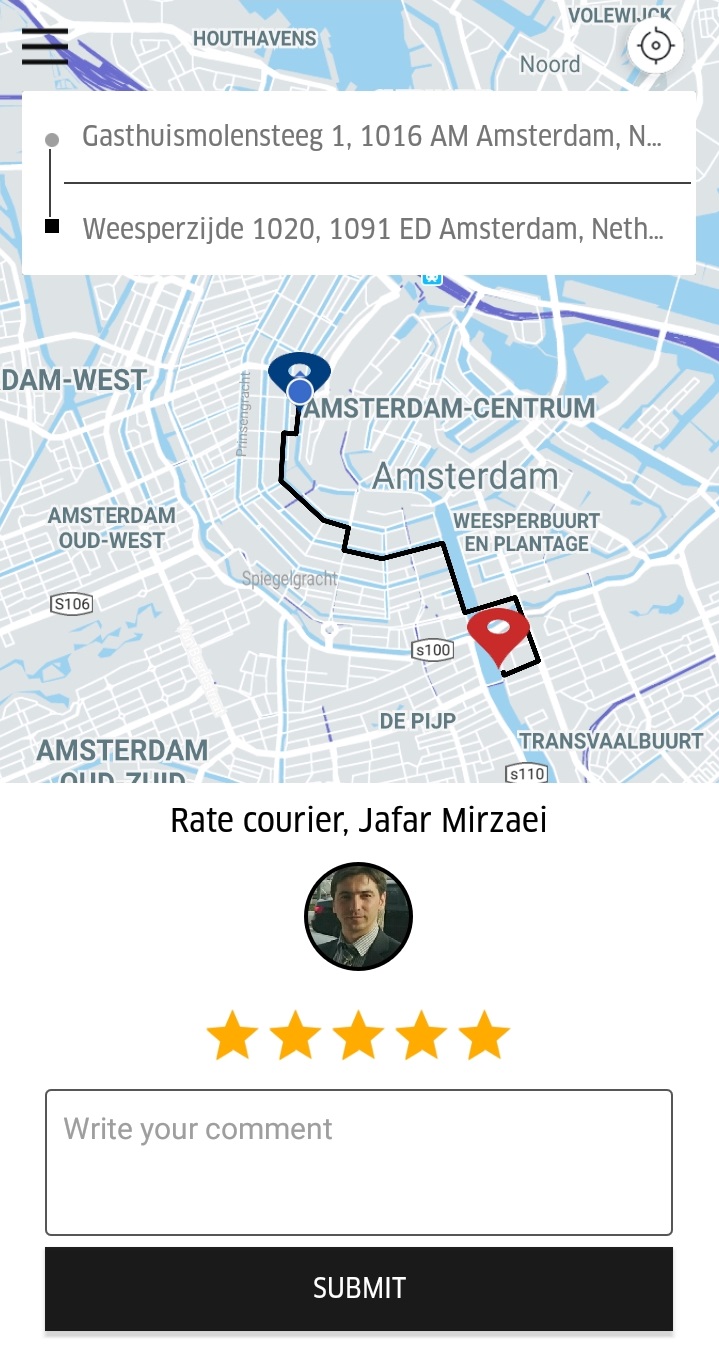 VOLEWIJCK
HOUTHAVENS
Noord
Gasthuismolensteeg 1, 1016 AM Amsterdam, N...
Weesperzijde 1020, 1091 ED Amsterdam, Neth...
DAM-WEST
Prinsengracht
AMSTERDAM-CENTRUM
Amsterdam
AMSTERDAM
OUD-WEST
WEESPERBUURT
EN PLANTAGE
Spiegelgracht
S106
s100
DE PIJP
TRANSVAALBUURT
AMSTERDAM
OUD-ZUID
s110
Rate courier, Jafar Mirzaei
Write your comment
SUBMIT